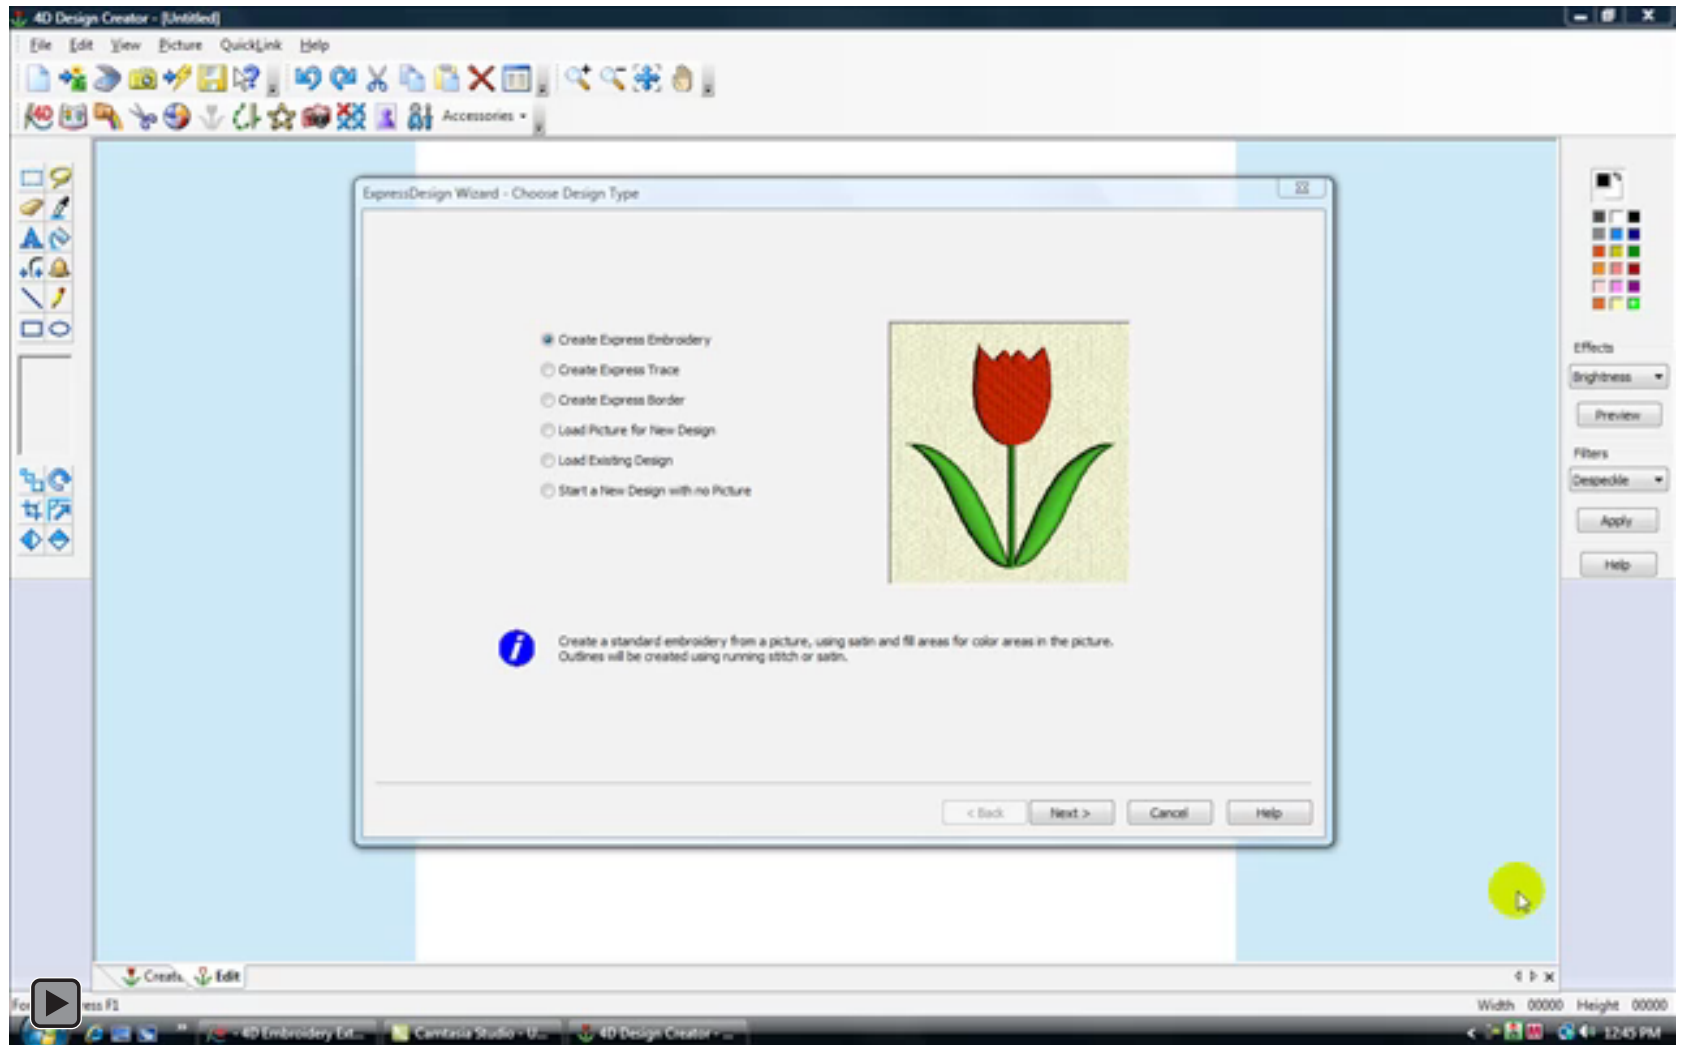 4D Design Creator - [Untitled]
File Edit View Picture QuickLink Help
Accessories
ExpressDesign Wizard - Choose Design Type
Create Express Embroidery
Create Express Trace
Create Express Border
Load Picture for New Design
Load Existing Design
Start a New Design with no Picture
Create a standard embroidery from a picture, using satin and fill areas for color areas in the picture.
Outlines will be created using running stitch or satin.
< Back Next > Cancel Help
Effects
Brightness
Preview
Filters
Despeckle
Apply
Help
Create Edit
F1 Width 00000 Height 00000
4D Embroidery Ext... Camtasia Studio - U... 4D Design Creator - ... 12:45 PM